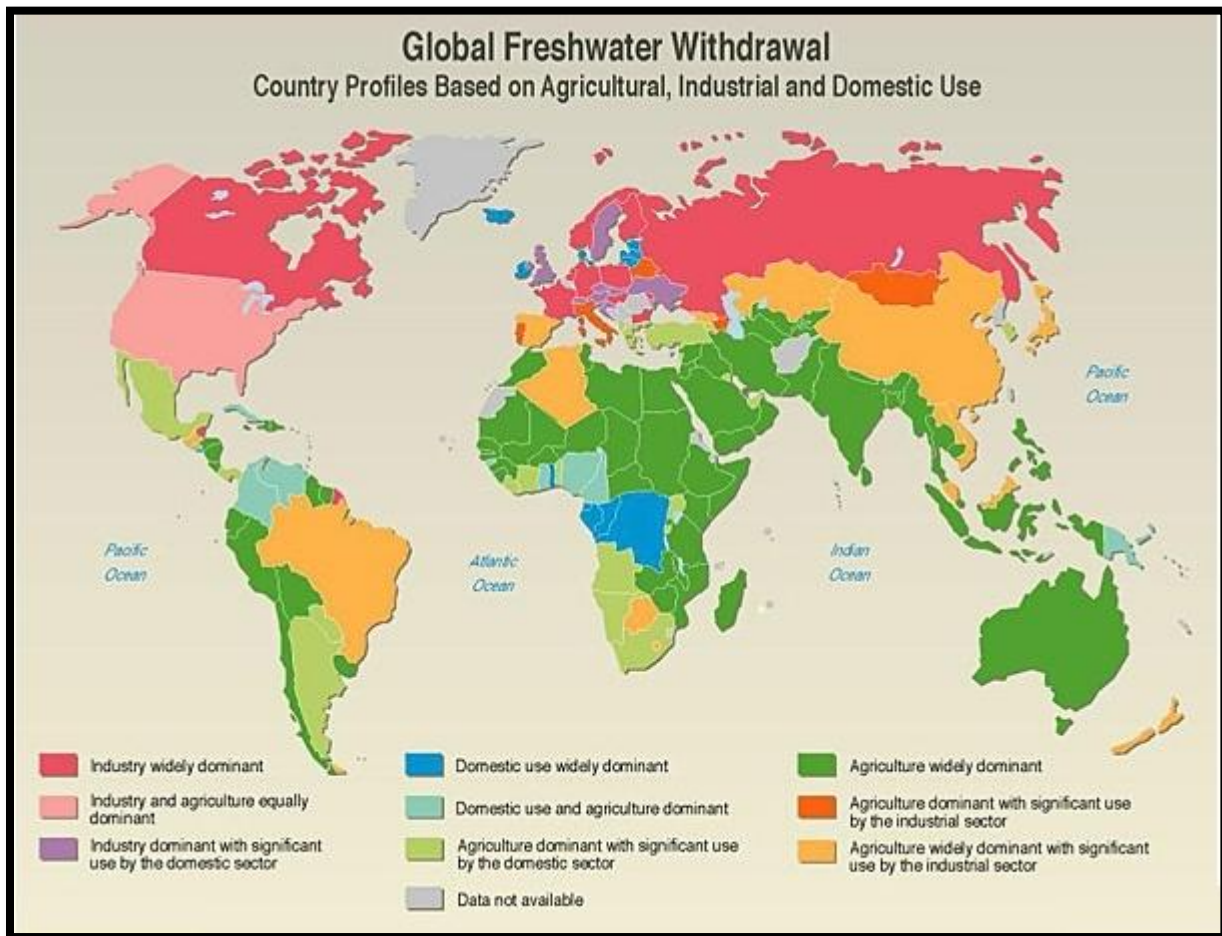 Global Freshwater Withdrawal
Country Profiles Based on Agricultural, Industrial and Domestic Use
Pacific
Ocean
Pacific
Ocean
Atlantic
Ocean
Indian
Ocean
Industry widely dominant
Industry and agriculture equally
dominant
Industry dominant with significant
use by the domestic sector
Domestic use widely dominant
Domestic use and agriculture dominant
Agriculture dominant with significant use
by the domestic sector
Data not available
Agriculture widely dominant
Agriculture dominant with significant use
by the industrial sector
Agriculture widely dominant with significant
use by the industrial sector